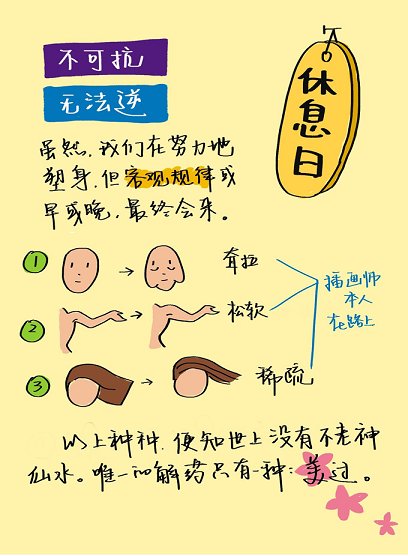 不可抗
无法逆
休息日
虽然，我们在努力地
塑身，但客观规律或
早或晚，最终会来。
1
耷拉
2
松软
3
稀疏
插画师
本人
在路上
以上种种，便知世上没有不老神
仙水。唯一的解药只有一种：美过。